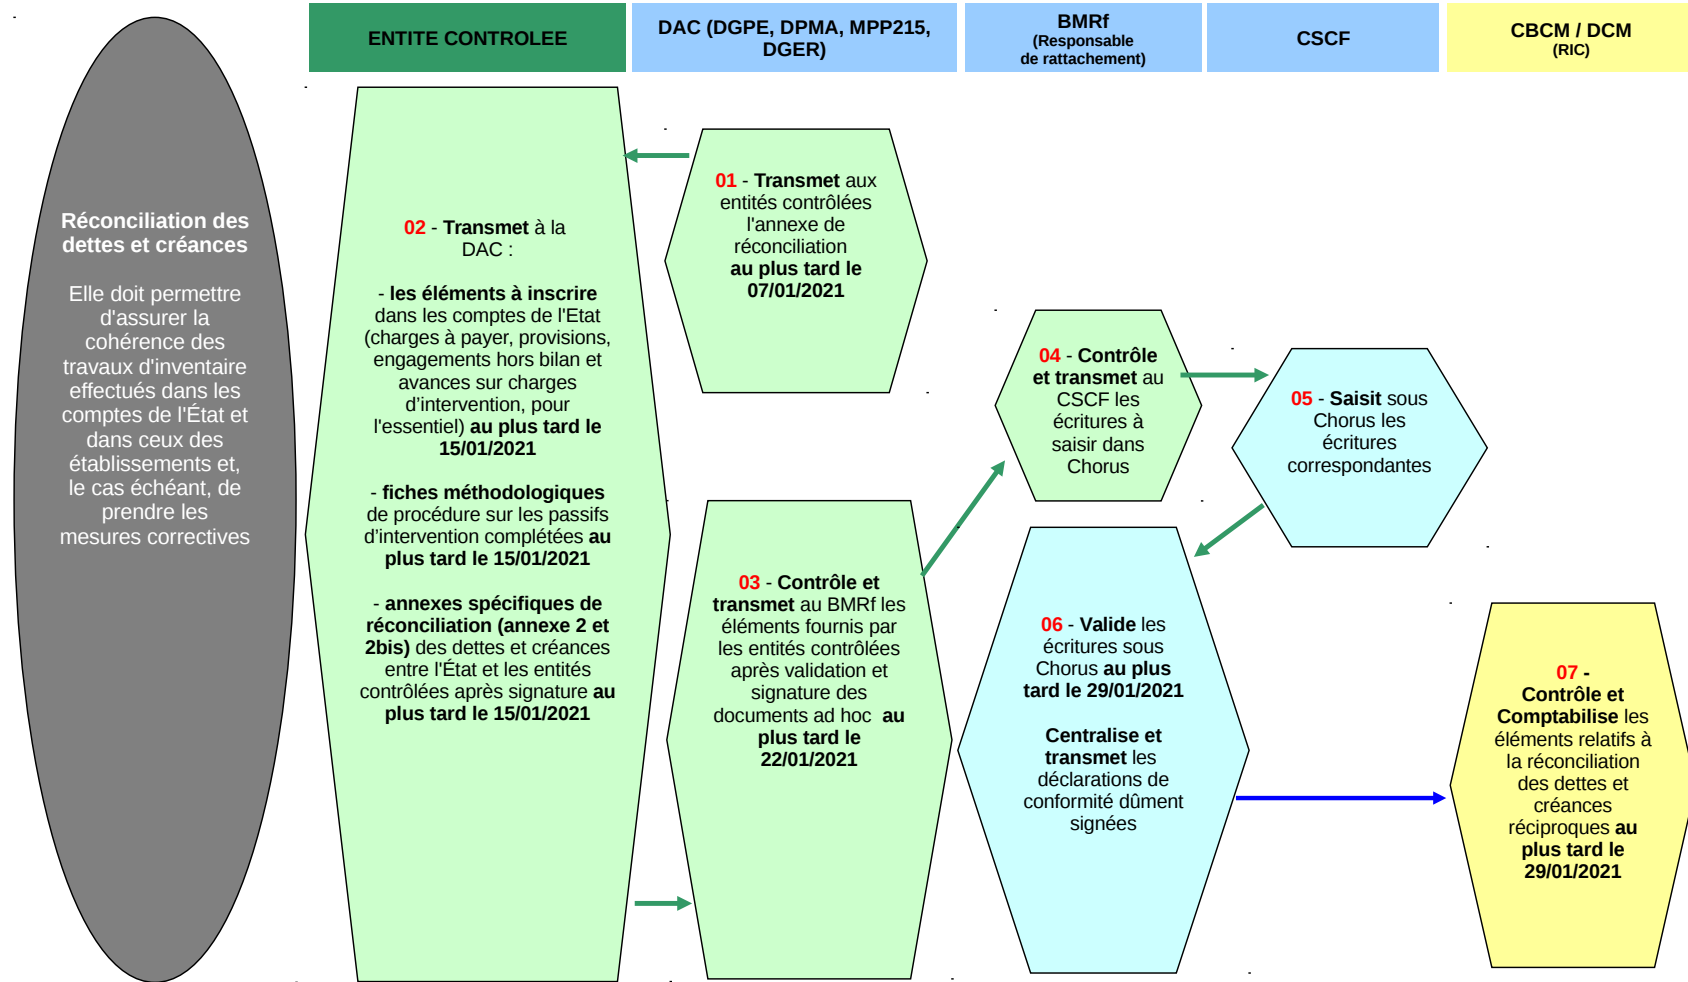 ENTITE CONTROLEE
DAC (DGPE, DPMA, MPP215,
DGER)
BMRf
(Responsable
de rattachement)
CSCF
CBCM / DCM
(RIC)
Réconciliation des
dettes et créances
Elle doit permettre
d'assurer la
cohérence des
travaux d'inventaire
effectués dans les
comptes de l'État et
dans ceux des
établissements et,
le cas échéant, de
prendre les
mesures correctives
01 - Transmet aux
entités contrôlées
l'annexe de
réconciliation
au plus tard le
07/01/2021
02 - Transmet à la
DAC :
- les éléments à inscrire
dans les comptes de l'Etat
(charges à payer, provisions,
engagements hors bilan et
avances sur charges
d’intervention, pour
l'essentiel) au plus tard le
15/01/2021
- fiches méthodologiques
de procédure sur les passifs
d’intervention complétées au
plus tard le 15/01/2021
- annexes spécifiques de
réconciliation (annexe 2 et
2bis) des dettes et créances
entre l'État et les entités
contrôlées après signature au
plus tard le 15/01/2021
03 - Contrôle et
transmet au BMRf les
éléments fournis par
les entités contrôlées
après validation et
signature des
documents ad hoc au
plus tard le
22/01/2021
04 - Contrôle
et transmet au
CSCF les
écritures à
saisir dans
Chorus
05 - Saisit sous
Chorus les
écritures
correspondantes
06 - Valide les
écritures sous
Chorus au plus
tard le 29/01/2021
Centralise et
transmet les
déclarations de
conformité dûment
signées
07 -
Contrôle et
Comptabilise les
éléments relatifs à
la réconciliation
des dettes et
créances
réciproques au
plus tard le
29/01/2021